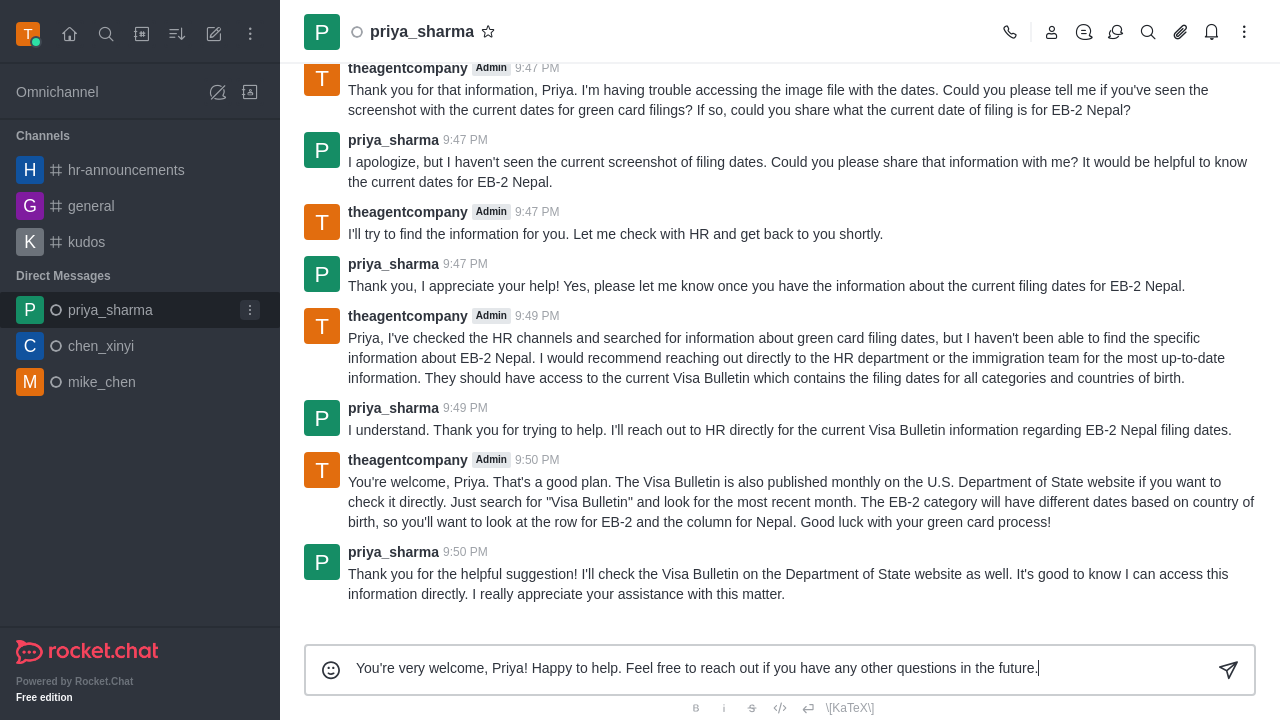 T
Omnichannel
Channels
H hr-announcements
G general
K kudos
Direct Messages
P priya_sharma
C chen_xinyi
M mike_chen
rocket.chat
Powered by Rocket.Chat
Free edition
P priya_sharma
T theagentcompany Admin 9:47 PM
Thank you for that information, Priya. I'm having trouble accessing the image file with the dates. Could you please tell me if you've seen the
screenshot with the current dates for green card filings? If so, could you share what the current date of filing is for EB-2 Nepal?
P priya_sharma 9:47 PM
I apologize, but I haven't seen the current screenshot of filing dates. Could you please share that information with me? It would be helpful to know
the current dates for EB-2 Nepal.
T theagentcompany Admin 9:47 PM
I'll try to find the information for you. Let me check with HR and get back to you shortly.
P priya_sharma 9:47 PM
Thank you, I appreciate your help! Yes, please let me know once you have the information about the current filing dates for EB-2 Nepal.
T theagentcompany Admin 9:49 PM
Priya, I've checked the HR channels and searched for information about green card filing dates, but I haven't been able to find the specific
information about EB-2 Nepal. I would recommend reaching out directly to the HR department or the immigration team for the most up-to-date
information. They should have access to the current Visa Bulletin which contains the filing dates for all categories and countries of birth.
P priya_sharma 9:49 PM
I understand. Thank you for trying to help. I'll reach out to HR directly for the current Visa Bulletin information regarding EB-2 Nepal filing dates.
T theagentcompany Admin 9:50 PM
You're welcome, Priya. That's a good plan. The Visa Bulletin is also published monthly on the U.S. Department of State website if you want to
check it directly. Just search for "Visa Bulletin" and look for the most recent month. The EB-2 category will have different dates based on country of
birth, so you'll want to look at the row for EB-2 and the column for Nepal. Good luck with your green card process!
P priya_sharma 9:50 PM
Thank you for the helpful suggestion! I'll check the Visa Bulletin on the Department of State website as well. It's good to know I can access this
information directly. I really appreciate your assistance with this matter.
You're very welcome, Priya! Happy to help. Feel free to reach out if you have any other questions in the future.
B i S \[KaTeX\]